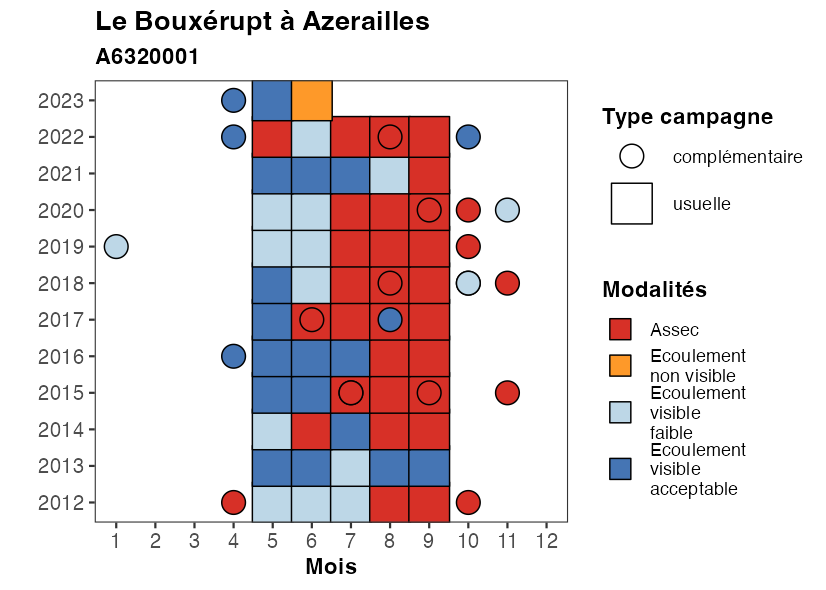 Le Bouxérupt à Azerailles
A6320001
2023
2022
2021
2020
2019
2018
2017
2016
2015
2014
2013
2012
1 2 3 4 5 6 7 8 9 10 11 12
Mois
Type campagne
complémentaire
usuelle
Modalités
Assec
Ecoulement
non visible
Ecoulement
visible
faible
Ecoulement
visible
acceptable